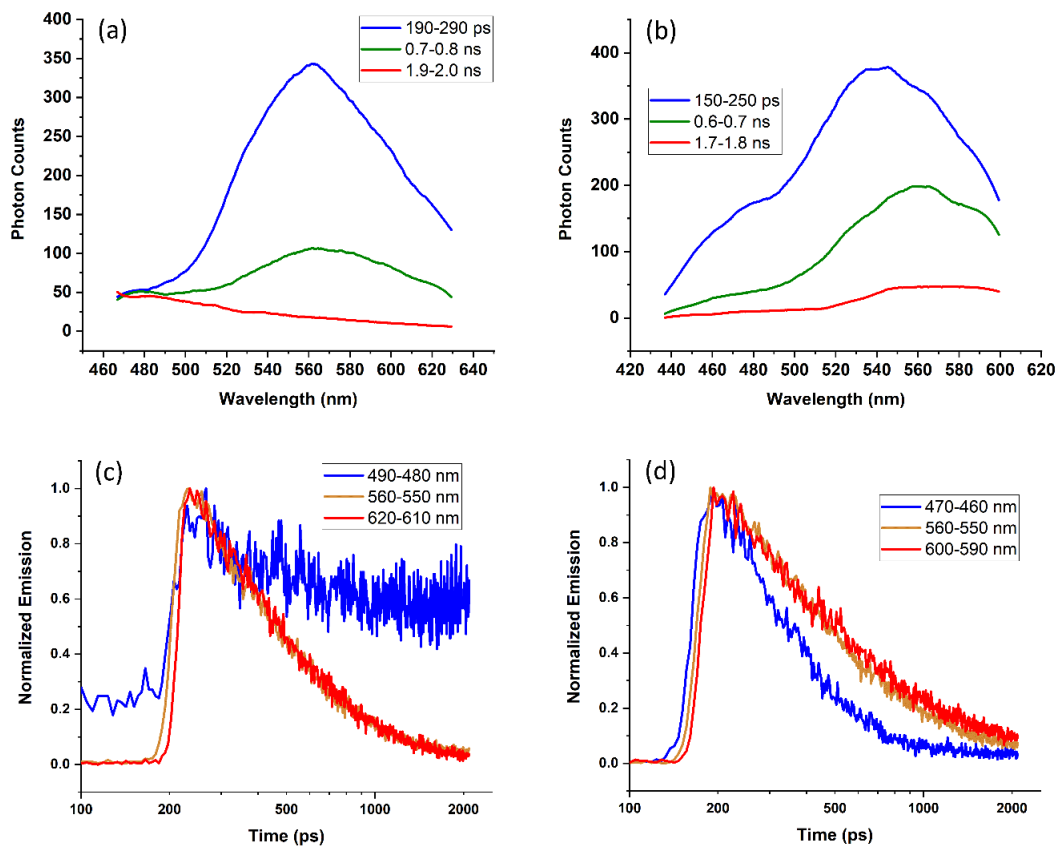 (a)
190-290 ps
0.7-0.8 ns
1.9-2.0 ns
Photon Counts
400
350
300
250
200
150
100
50
0
460 480 500 520 540 560 580 600 620 640
Wavelength (nm)
(b)
150-250 ps
0.6-0.7 ns
1.7-1.8 ns
Photon Counts
400
300
200
100
0
420 440 460 480 500 520 540 560 580 600 620
Wavelength (nm)
(c)
490-480 nm
560-550 nm
620-610 nm
Normalized Emission
1.0
0.8
0.6
0.4
0.2
0.0
100 200 500 1000 2000
Time (ps)
(d)
470-460 nm
560-550 nm
600-590 nm
Normalized Emission
1.0
0.8
0.6
0.4
0.2
0.0
100 200 500 1000 2000
Time (ps)